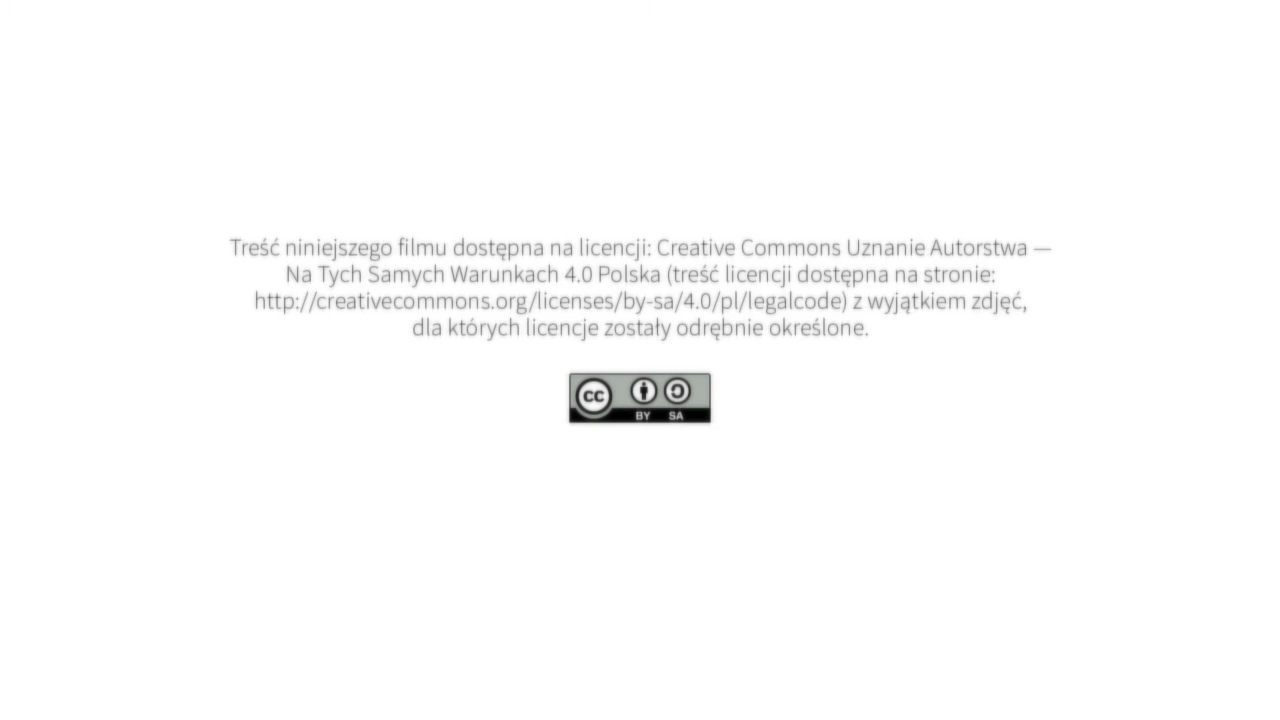 Treść niniejszego filmu dostępna na licencji: Creative Commons Uznanie Autorstwa —
Na Tych Samych Warunkach 4.0 Polska (treść licencji dostępna na stronie:
http://creativecommons.org/licenses/by-sa/4.0/pl/legalcode) z wyjątkiem zdjęć,
dla których licencje zostały odrębnie określone.
cc
BY SA